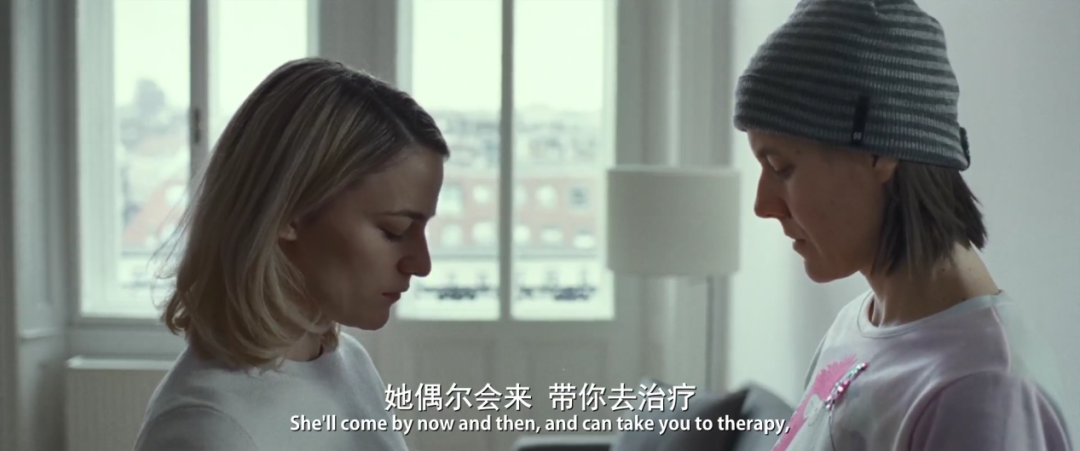 她偶尔会来 带你去治疗
She'll come by now and then, and can take you to therapy,